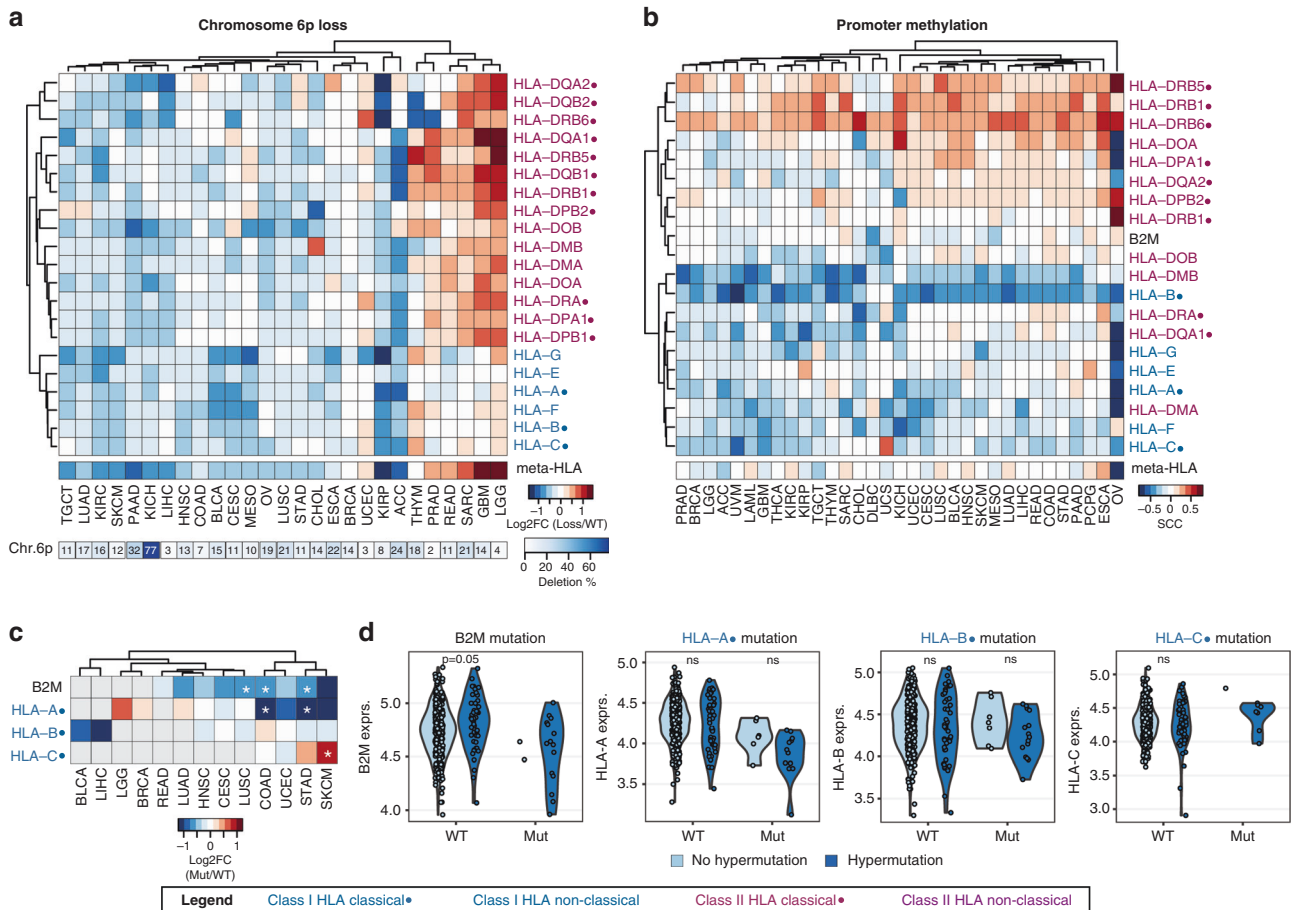 a
Chromosome 6p loss
HLA–DQA2●
HLA–DQB2●
HLA–DRB6●
HLA–DQA1●
HLA–DRB5●
HLA–DQB1●
HLA–DRB1●
HLA–DPB2●
HLA–DOB
HLA–DMB
HLA–DMA
HLA–DOA
HLA–DRA●
HLA–DPA1●
HLA–DPB1●
HLA–G
HLA–E
HLA–A●
HLA–F
HLA–B●
HLA–C●
meta-HLA
TGCT LUAD KIRC SKCM PAAD KICH LIHC HNSC COAD BLCA CESC MESO OV LUSC STAD CHOL ESCA BRCA UCEC KIRP ACC THYM PRAD READ SARC GBM LGG
−1 0 1
Log2FC (Loss/WT)
Chr.6p 11 17 16 12 32 77 3 13 7 15 11 10 19 21 11 14 22 14 3 8 24 18 2 11 21 14 4
0 20 40 60
Deletion %
b
Promoter methylation
HLA–DRB5●
HLA–DRB1●
HLA–DRB6●
HLA–DOA
HLA–DPA1●
HLA–DQA2●
HLA–DPB2●
HLA–DRB1●
B2M
HLA–DOB
HLA–DMB
HLA–B●
HLA–DRA●
HLA–DQA1●
HLA–G
HLA–E
HLA–A●
HLA–DMA
HLA–F
HLA–C●
meta-HLA
PRAD BRCA LGG ACC UVM LAML GBM THCA KIRC KIRP TGCT THYM SARC CHOL DLBC UCS KICH UCEC CESC LUSC BLCA HNSC SKCM MESO LUAD LIHC READ COAD STAD PAAD PCPG ESCA OV
−0.5 0 0.5
SCC
c
B2M * * *
HLA–A● * *
HLA–B●
HLA–C● *
BLCA LIHC LGG BRCA READ LUAD HNSC CESC LUSC COAD UCEC STAD SKCM
−1 0 1
Log2FC
(Mut/WT)
d
B2M mutation
p=0.05
B2M exprs.
5.0
4.5
4.0
WT Mut
HLA–A● mutation
ns ns
HLA-A exprs.
5.0
4.5
4.0
3.5
WT Mut
HLA–B● mutation
ns ns
HLA-B exprs.
5.0
4.5
4.0
3.5
WT Mut
HLA–C● mutation
ns
HLA-C exprs.
5.0
4.5
4.0
3.5
3.0
WT Mut
No hypermutation Hypermutation
Legend Class I HLA classical● Class I HLA non-classical Class II HLA classical● Class II HLA non-classical